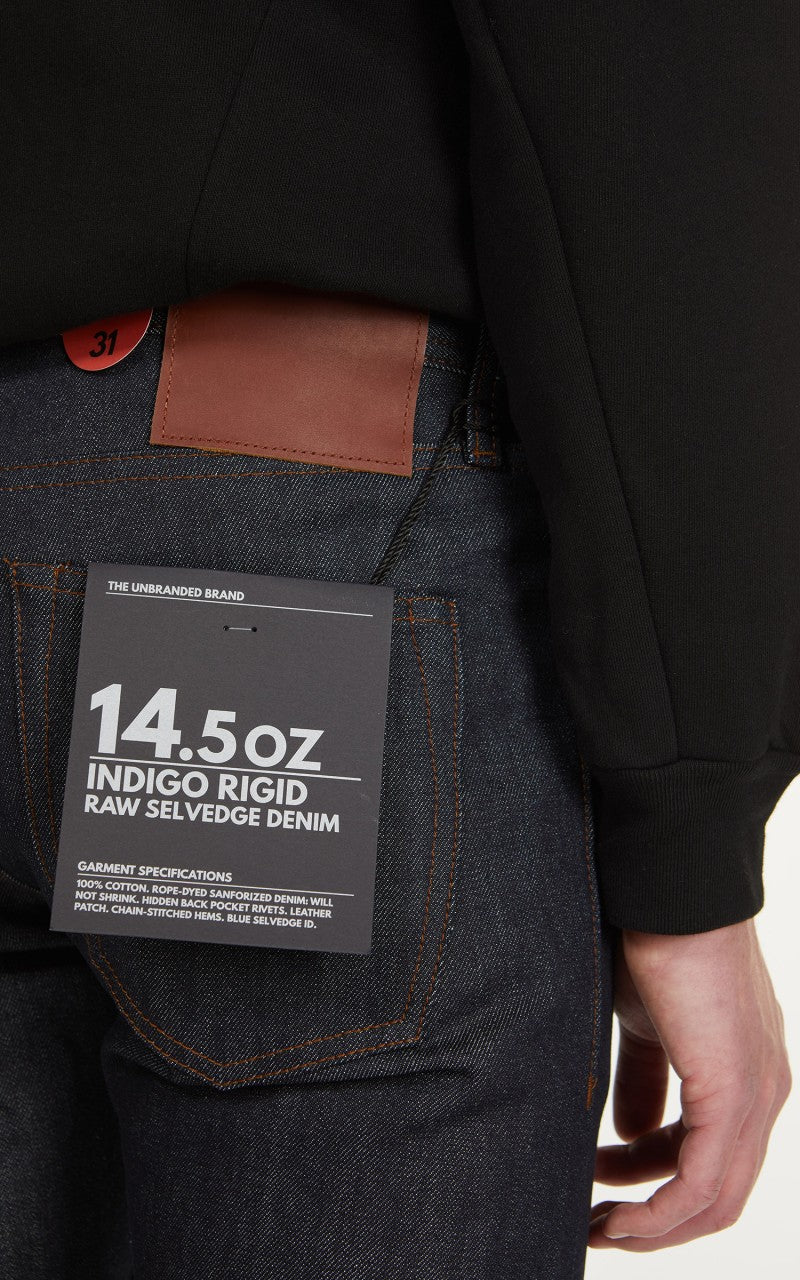 31
THE UNBRANDED BRAND
14.5OZ
INDIGO RIGID
RAW SELVEDGE DENIM
GARMENT SPECIFICATIONS
100% COTTON. ROPE-DYED SANFORIZED DENIM: WILL
NOT SHRINK. HIDDEN BACK POCKET RIVETS. LEATHER
PATCH. CHAIN-STITCHED HEMS. BLUE SELVEDGE ID.